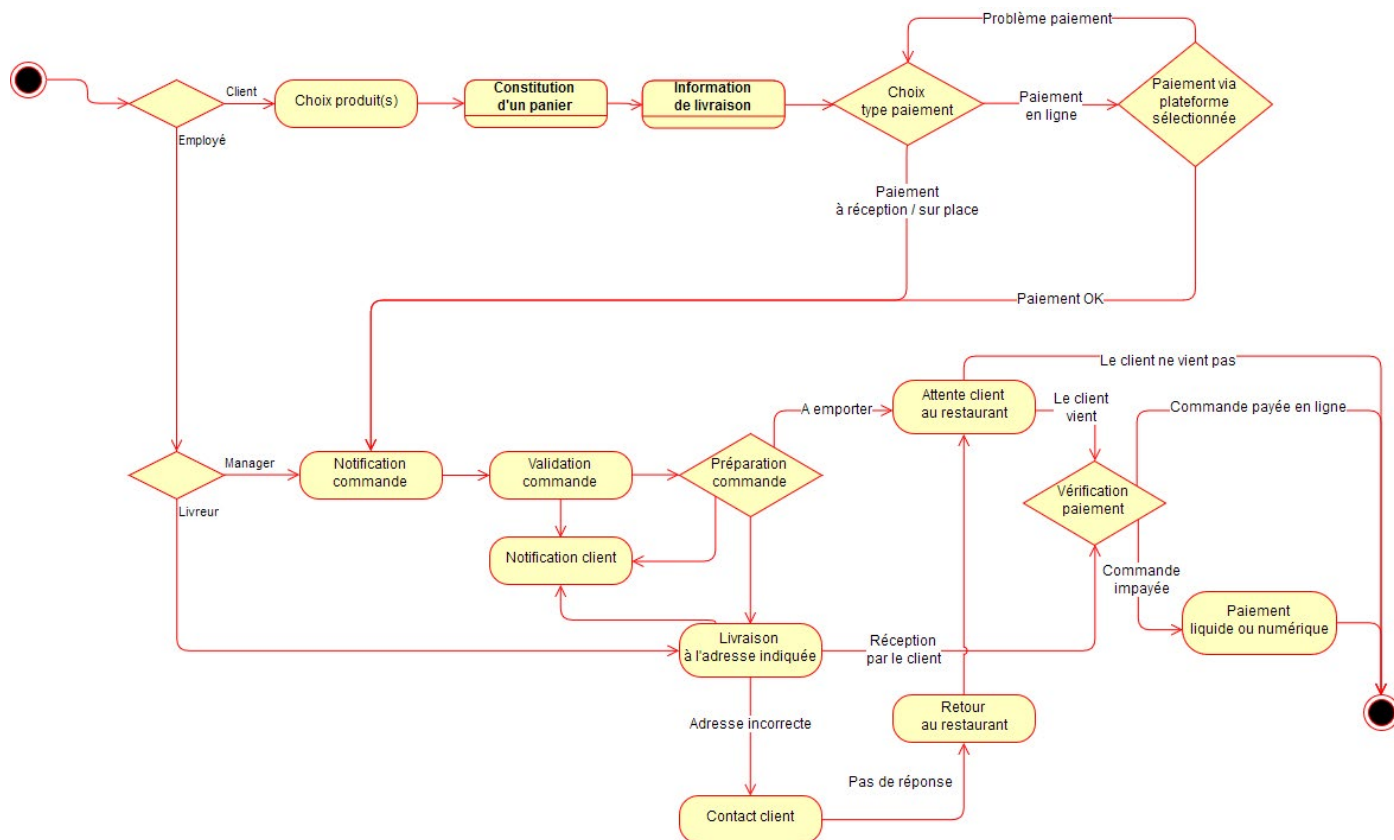 Problème paiement
Client
Choix produit(s)
Constitution
d'un panier
Information
de livraison
Choix
type paiement
Paiement
en ligne
Paiement via
plateforme
sélectionnée
Employé
Paiement
à réception / sur place
Paiement OK
Le client ne vient pas
A emporter
Attente client
au restaurant
Le client
vient
Commande payée en ligne
Manager
Notification
commande
Validation
commande
Préparation
commande
Vérification
paiement
Livreur
Notification client
Commande
impayée
Paiement
liquide ou numérique
Livraison
à l'adresse indiquée
Réception
par le client
Adresse incorrecte
Retour
au restaurant
Pas de réponse
Contact client